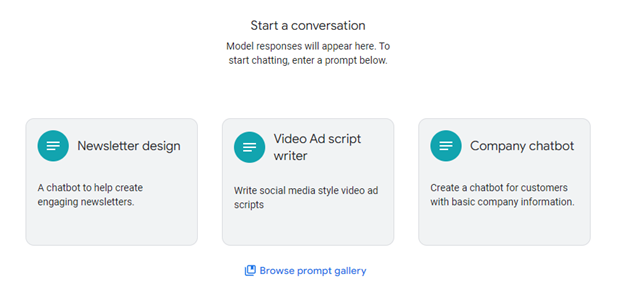 Start a conversation
Model responses will appear here. To
start chatting, enter a prompt below.
Newsletter design
A chatbot to help create
engaging newsletters.
Video Ad script
writer
Write social media style video ad
scripts
Company chatbot
Create a chatbot for customers
with basic company information.
Browse prompt gallery